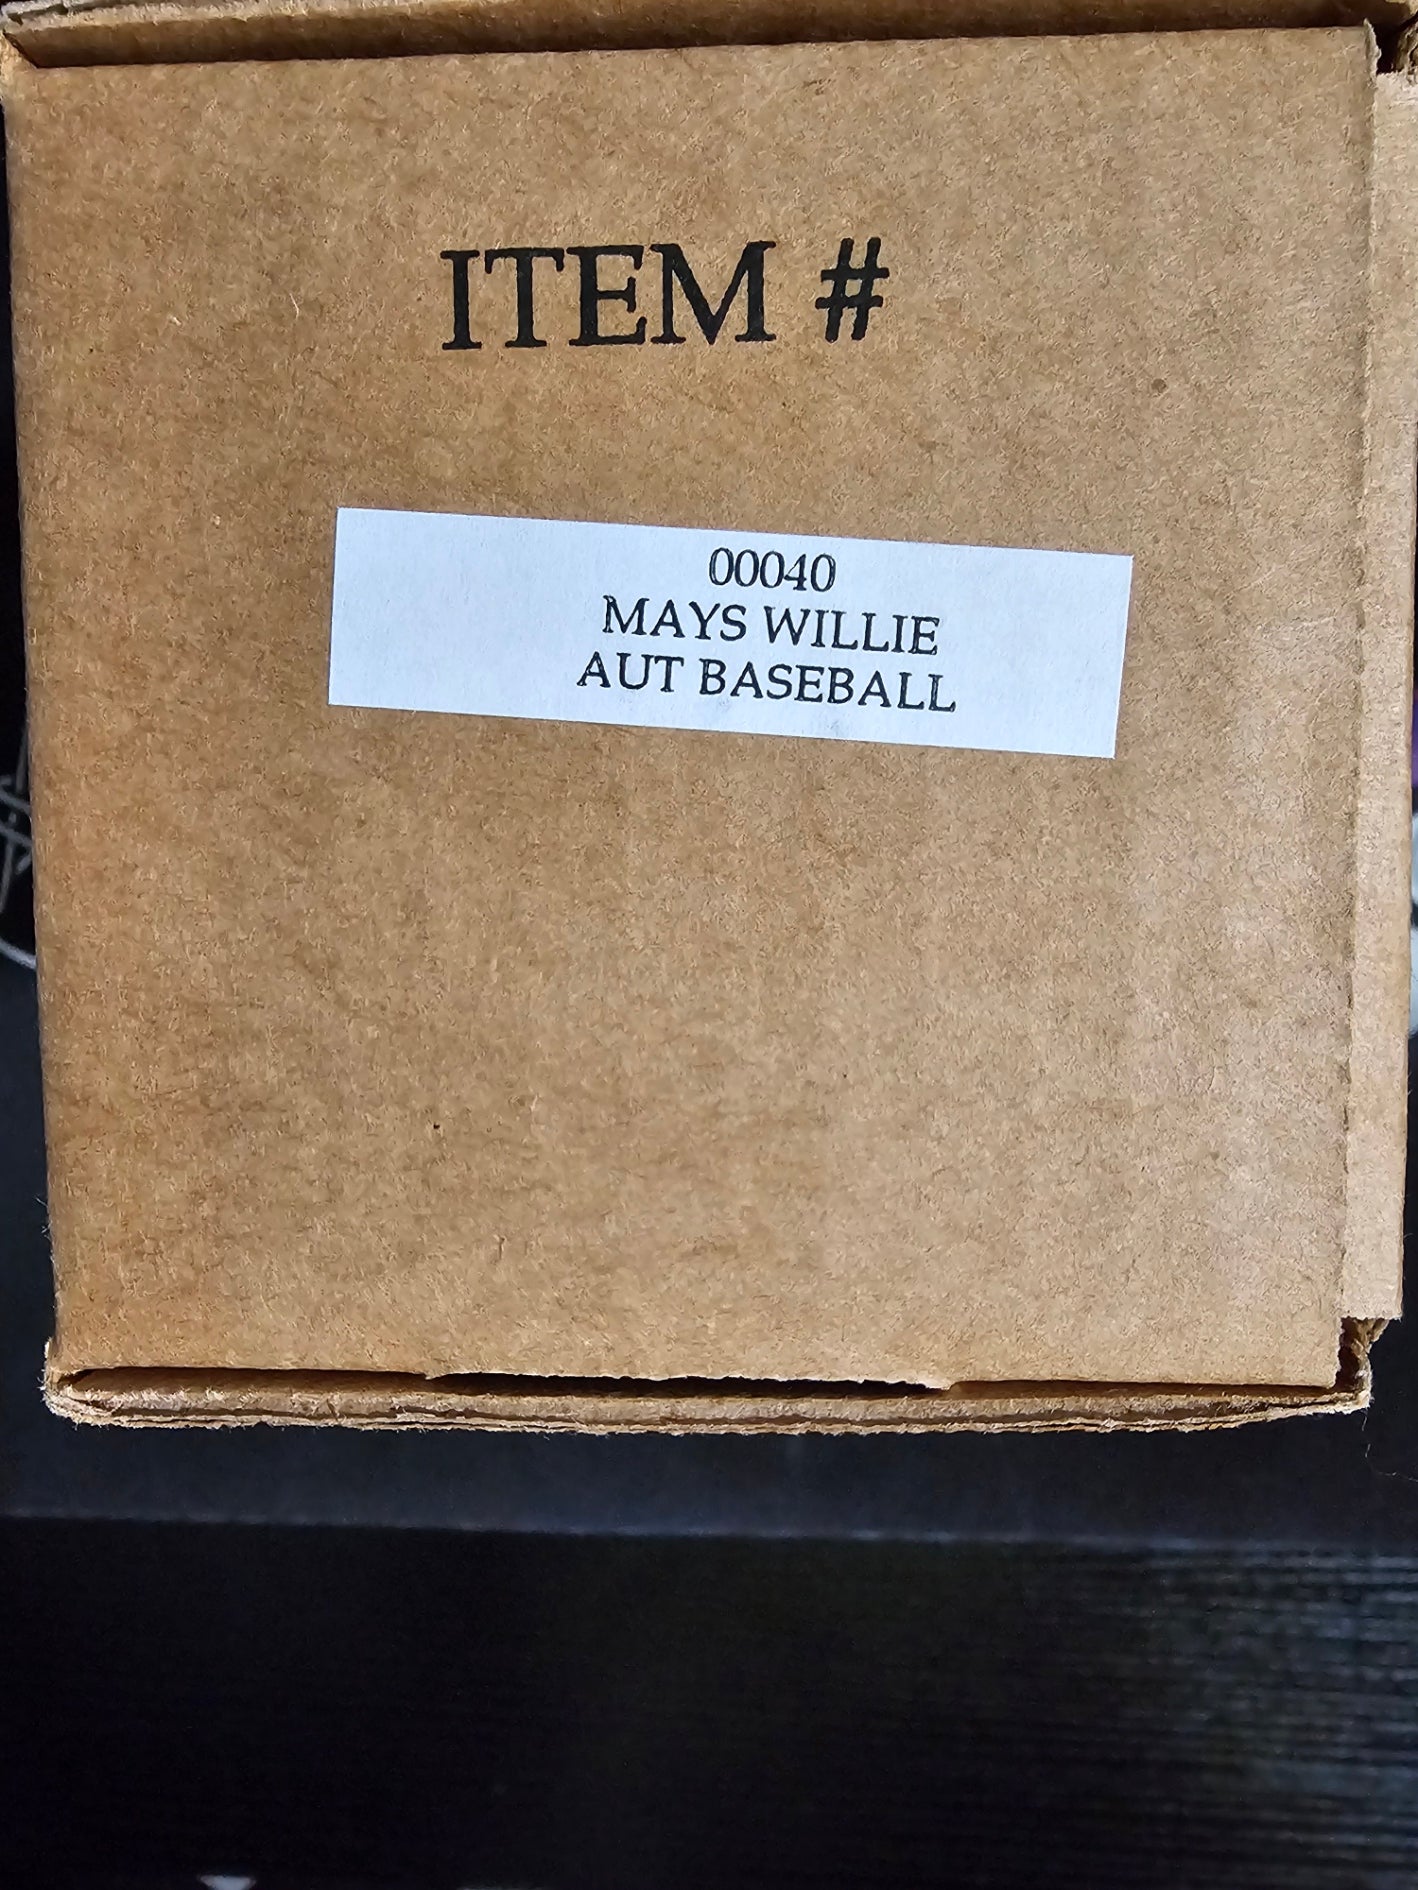 ITEM #
00040
MAYS WILLIE
AUT BASEBALL